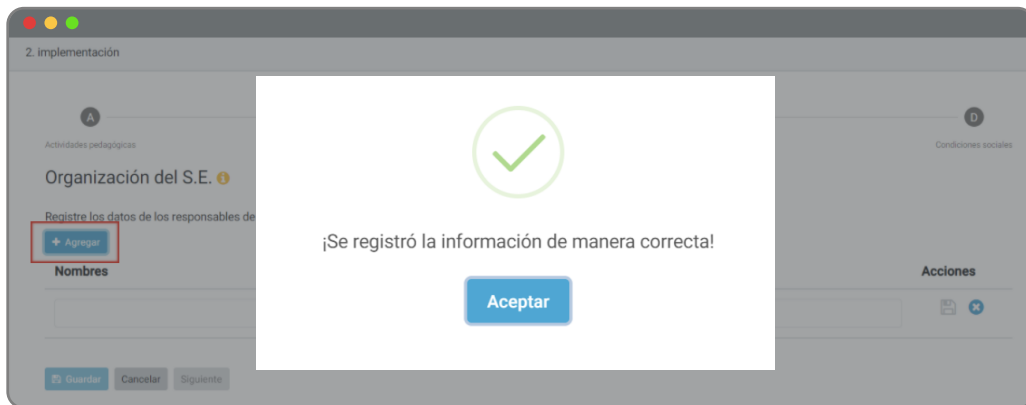 2. implementación
A
D
Actividades pedagógicas
Condiciones sociales
Organización del S.E.
Registre los datos de los responsables de
+ Agregar
Nombres
Acciones
¡Se registró la información de manera correcta!
Aceptar
Guardar
Cancelar
Siguiente